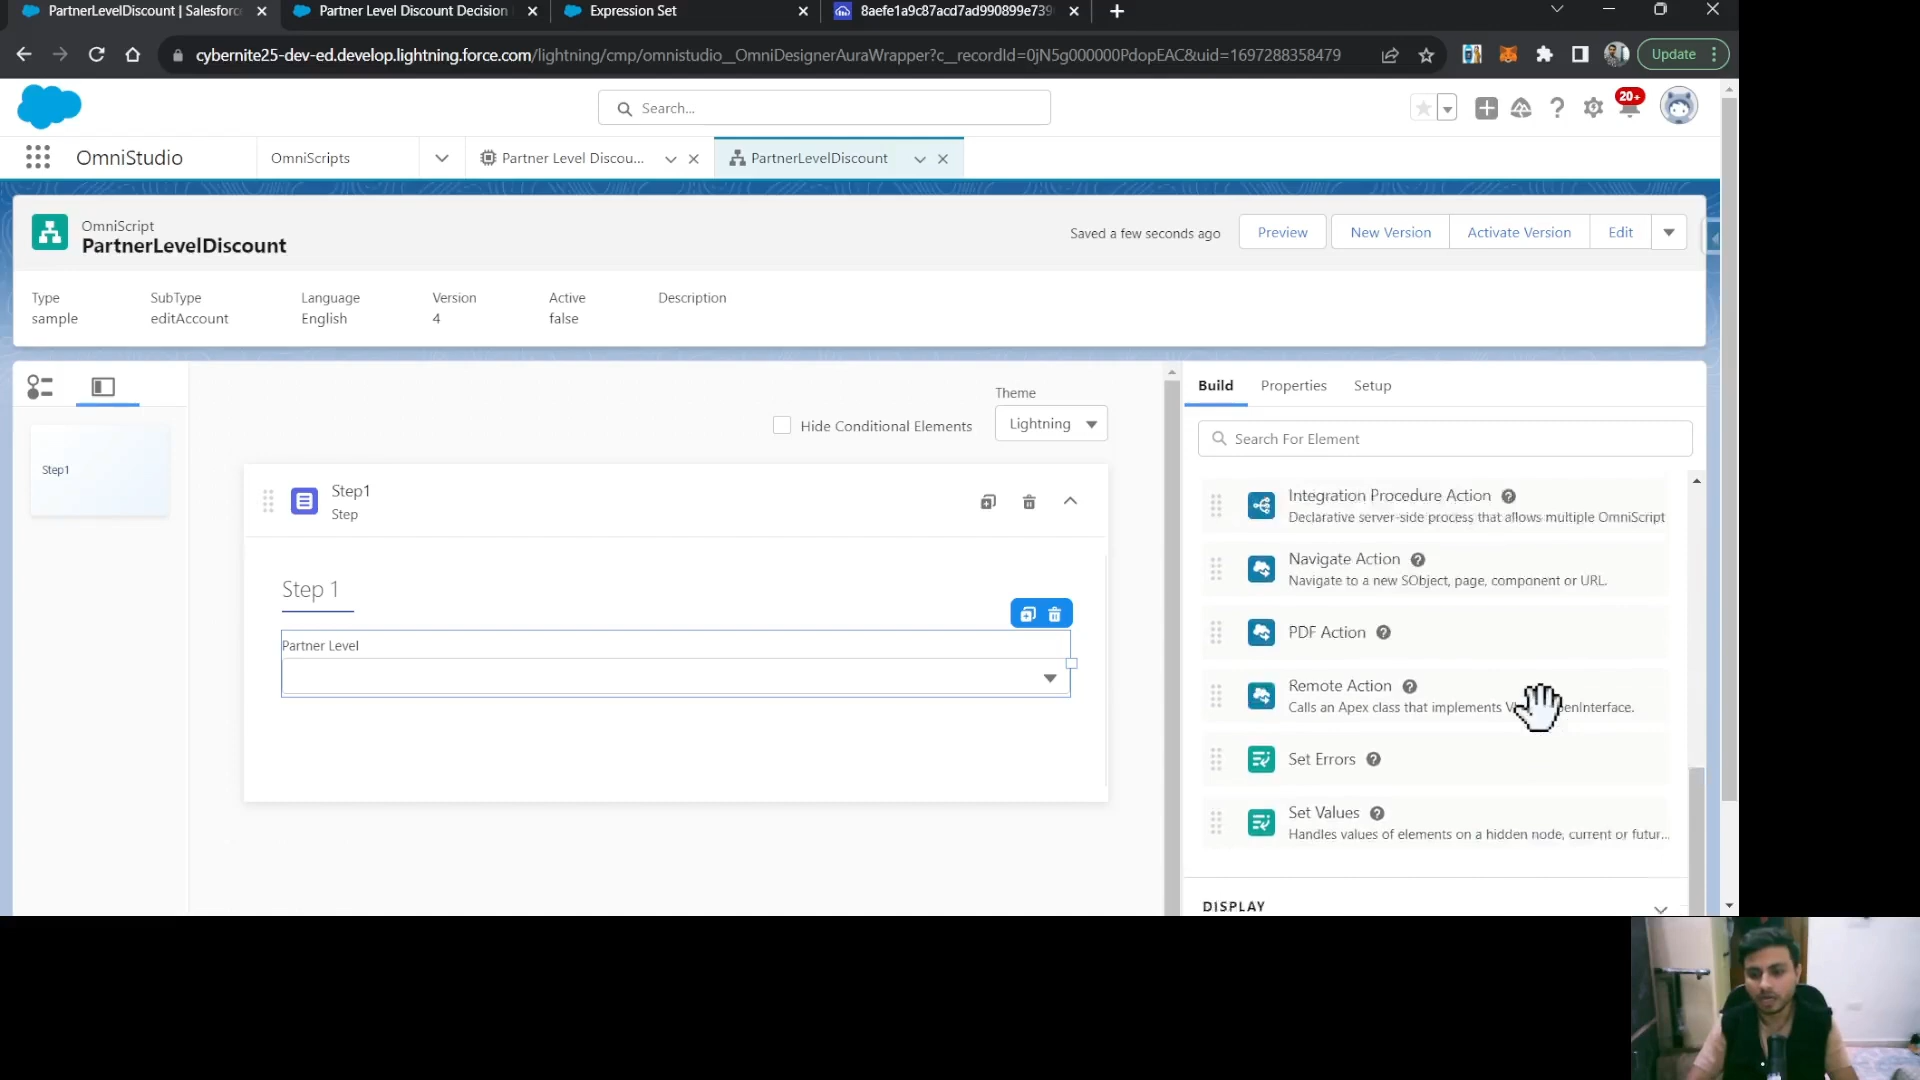 PartnerLevelDiscount | Salesforc
Partner Level Discount Decision
Expression Set
8aefe1a9c87acd7ad990899e739
cybernite25-dev-ed.develop.lightning.force.com/lightning/cmp/omnistudio__OmniDesignerAuraWrapper?c__recordId=0jN5g000000PdopEAC&uid=1697288358479
Update
Search...
20+
OmniStudio
OmniScripts
Partner Level Discou...
PartnerLevelDiscount
OmniScript
PartnerLevelDiscount
Saved a few seconds ago
Preview
New Version
Activate Version
Edit
Type
SubType
Language
Version
Active
Description
sample
editAccount
English
4
false
Build
Properties
Setup
Theme
Hide Conditional Elements
Lightning
Search For Element
Step1
Step1
Step
Step 1
Partner Level
Integration Procedure Action
Declarative server-side process that allows multiple OmniScript
Navigate Action
Navigate to a new SObject, page, component or URL.
PDF Action
Remote Action
Calls an Apex class that implements
Set Errors
Set Values
Handles values of elements on a hidden node, current or futur...
DISPLAY